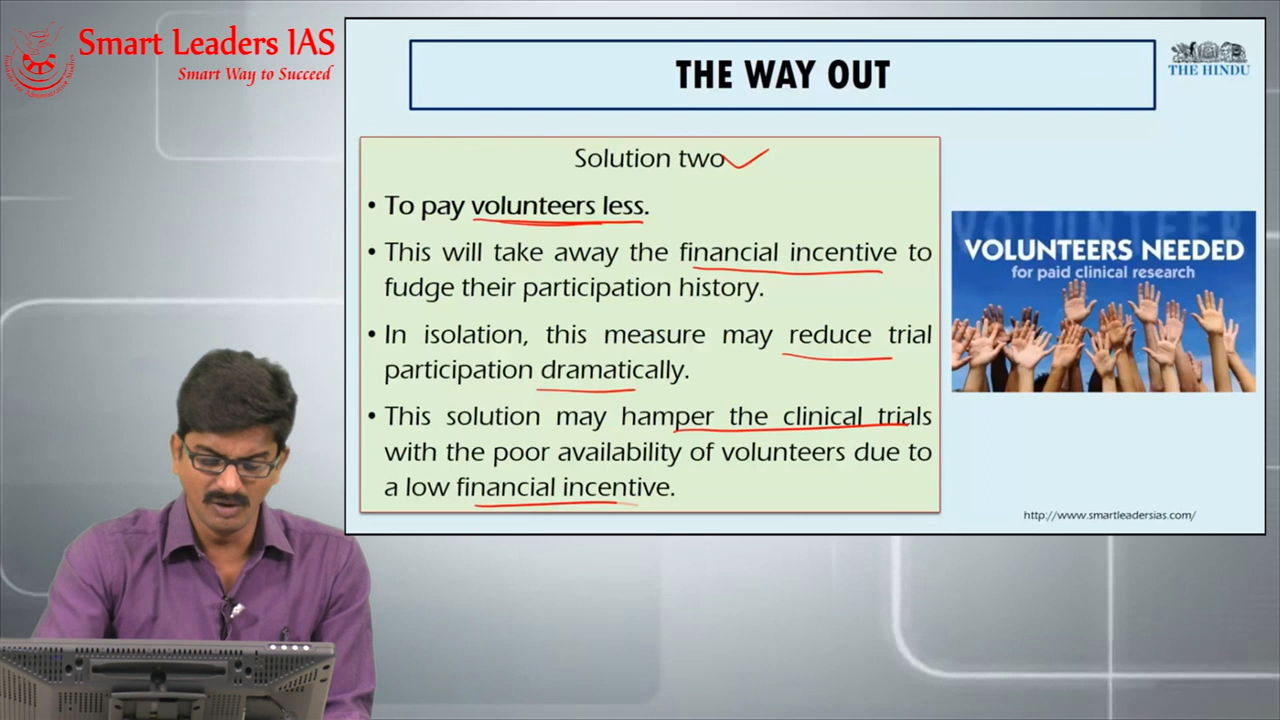 Smart Leaders IAS
Smart Way to Succeed
THE WAY OUT
THE HINDU
Solution two
• To pay volunteers less.
• This will take away the financial incentive to
fudge their participation history.
• In isolation, this measure may reduce trial
participation dramatically.
• This solution may hamper the clinical trials
with the poor availability of volunteers due to
a low financial incentive.
VOLUNTEER
VOLUNTEERS NEEDED
for paid clinical research
http://www.smartleadersias.com/